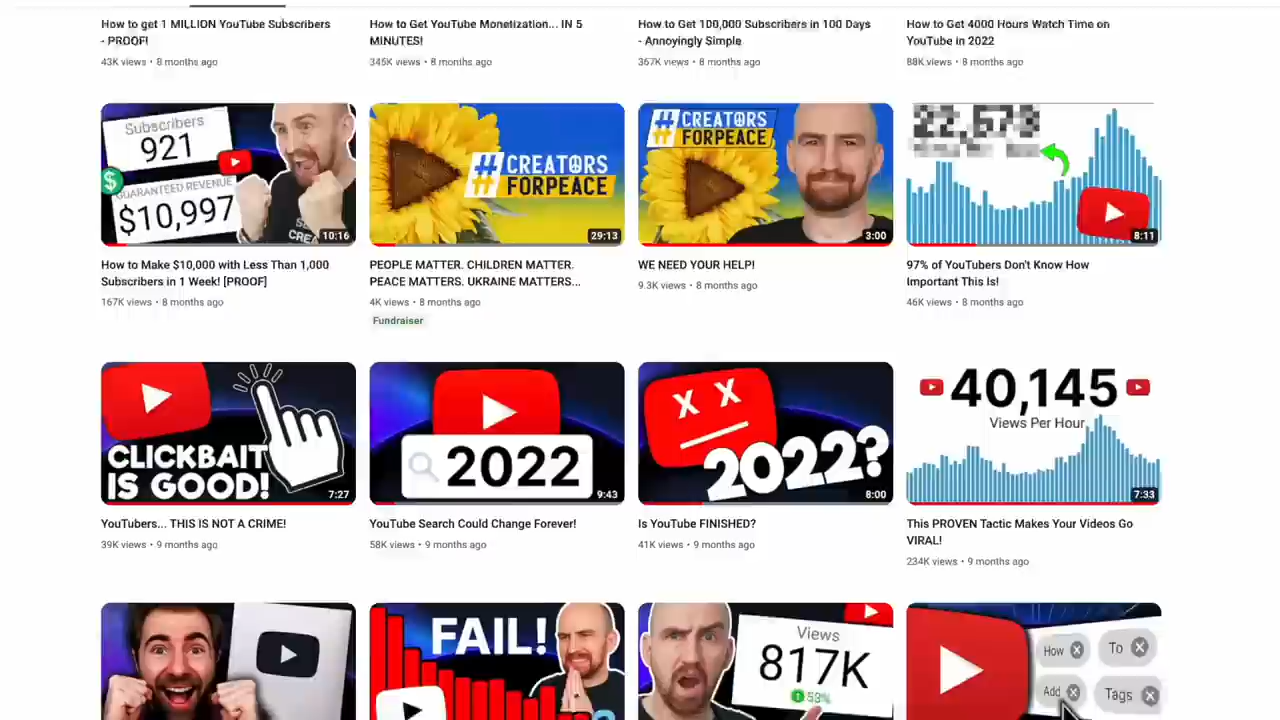 How to get 1 MILLION YouTube Subscribers
- PROOF!
43K views • 8 months ago
How to Get YouTube Monetization... IN 5
MINUTES!
345K views • 8 months ago
How to Get 100,000 Subscribers in 100 Days
- Annoyingly Simple
367K views • 8 months ago
How to Get 4000 Hours Watch Time on
YouTube in 2022
88K views • 8 months ago
Subscribers
921
GUARANTEED REVENUE
$10,997
10:16
How to Make $10,000 with Less Than 1,000
Subscribers in 1 Week! [PROOF]
167K views • 8 months ago
# CREATORS
# FORPEACE
29:13
PEOPLE MATTER. CHILDREN MATTER.
PEACE MATTERS. UKRAINE MATTERS...
4K views • 8 months ago
Fundraiser
# CREATORS
# FORPEACE
3:00
WE NEED YOUR HELP!
9.3K views • 8 months ago
8:11
97% of YouTubers Don't Know How
Important This Is!
46K views • 8 months ago
CLICKBAIT
IS GOOD!
7:27
YouTubers... THIS IS NOT A CRIME!
39K views • 9 months ago
2022
9:43
YouTube Search Could Change Forever!
58K views • 9 months ago
2022?
8:00
Is YouTube FINISHED?
41K views • 9 months ago
40,145
Views Per Hour
7:33
This PROVEN Tactic Makes Your Videos Go
VIRAL!
234K views • 9 months ago
FAIL!
Views
817K
53%
How
To
Add
Tags